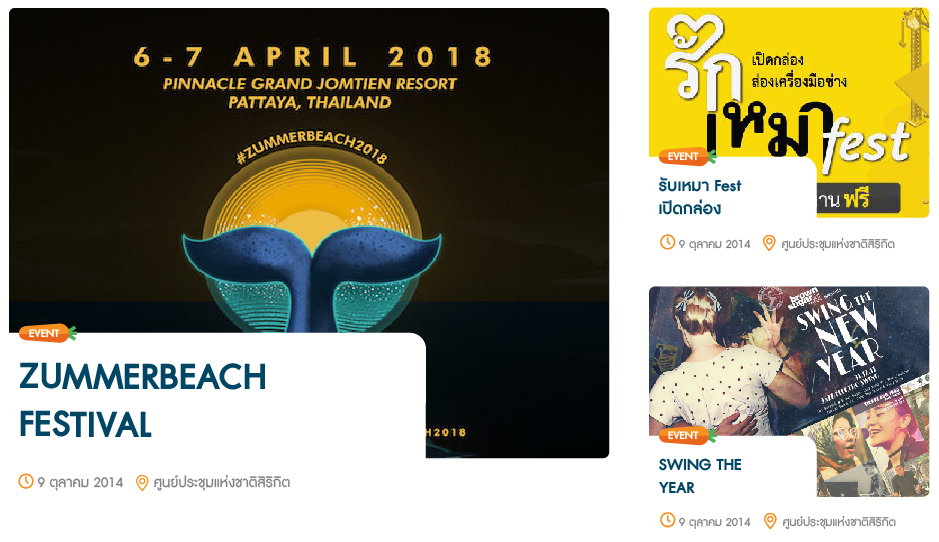 6-7 APRIL 2018
PINNACLE GRAND JOMTIEN RESORT
PATTAYA, THAILAND
#ZUMMERBEACH2018
EVENT
ZUMMERBEACH
FESTIVAL
H2018
9 ตุลาคม 2014
ศูนย์ประชุมแห่งชาติสิริกิต
รัก
เหมา
fest
เปิดกล่อง
ส่องเครื่องมือช่าง
EVENT
รับเหมา Fest
เปิดกล่อง
าน ฟรี
9 ตุลาคม 2014
ศูนย์ประชุมแห่งชาติสิริกิต
brown
sugar
SWING THE
NEW
YEAR
31.12.17
EVENT
SWING THE
YEAR
9 ตุลาคม 2014
ศูนย์ประชุมแห่งชาติสิริกิต